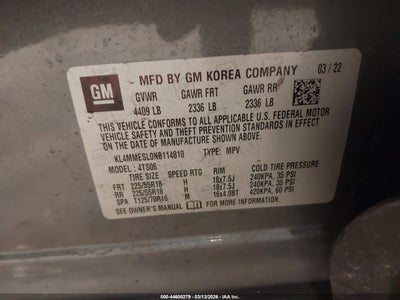 GM
MFD BY GM KOREA COMPANY 03 / 22
GVWR GAWR FRT GAWR RR
4409 LB 2336 LB 2336 LB
THIS VEHICLE CONFORMS TO ALL APPLICABLE U.S. FEDERAL MOTOR
VEHICLE SAFETY AND THEFT PREVENTION STANDARDS IN
EFFECT ON THE DATE OF MANUFACTURE SHOWN ABOVE.
KLAMMESL0NB114810 TYPE: MPV
MODEL: 4TS06
TIRE SIZE SPEED RTG RIM COLD TIRE PRESSURE
FRT 225/55R18 H 18x7.5J 240KPA, 35 PSI
RR 225/55R18 H 18x7.5J 240KPA, 35 PSI
SPA T125/70R16 M 16x4.00T 420KPA, 60 PSI
SEE OWNER'S MANUAL FOR MORE INFORMATION.
000-44600279 - 03/13/2026 - IAAI.COM